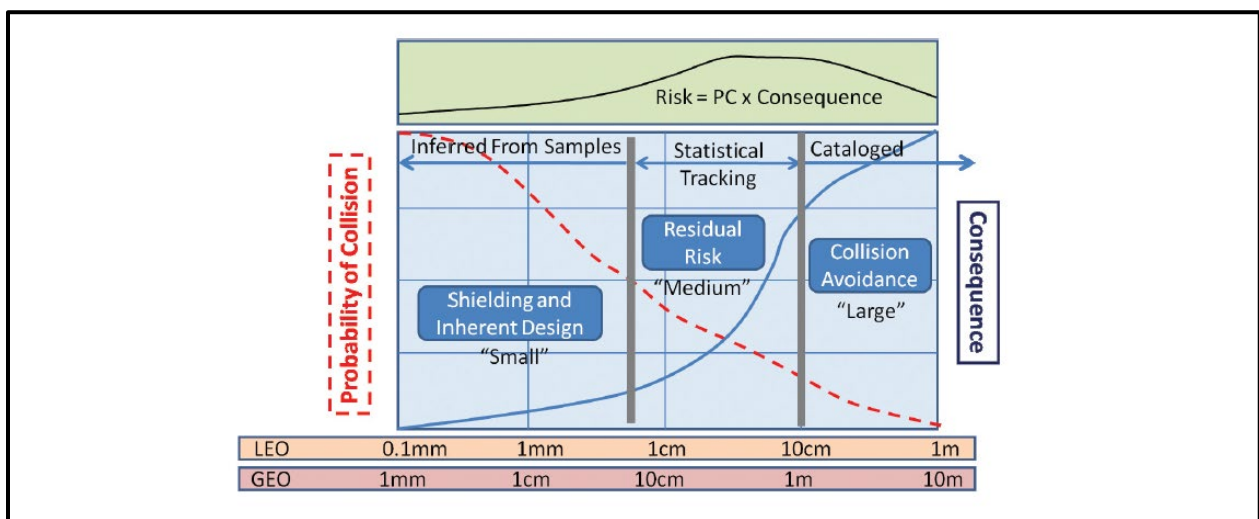 Risk = PC x Consequence
Inferred From Samples
Statistical
Tracking
Cataloged
Probability of Collision
Consequence
Residual
Risk
"Medium"
Collision
Avoidance
"Large"
Shielding and
Inherent Design
"Small"
LEO 0.1mm 1mm 1cm 10cm 1m
GEO 1mm 1cm 10cm 1m 10m